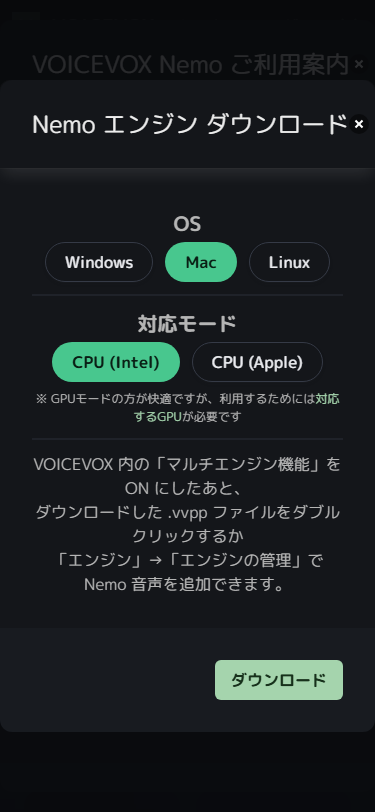 VOICEVOX Nemo ご利用案内
Nemo エンジン ダウンロード
OS
Windows
Mac
Linux
対応モード
CPU (Intel)
CPU (Apple)
※ GPUモードの方が快適ですが、利用するためには対応
するGPUが必要です
VOICEVOX 内の「マルチエンジン機能」を
ON にしたあと、
ダウンロードした .vvpp ファイルをダブル
クリックするか
「エンジン」→「エンジンの管理」で
Nemo 音声を追加できます。
ダウンロード